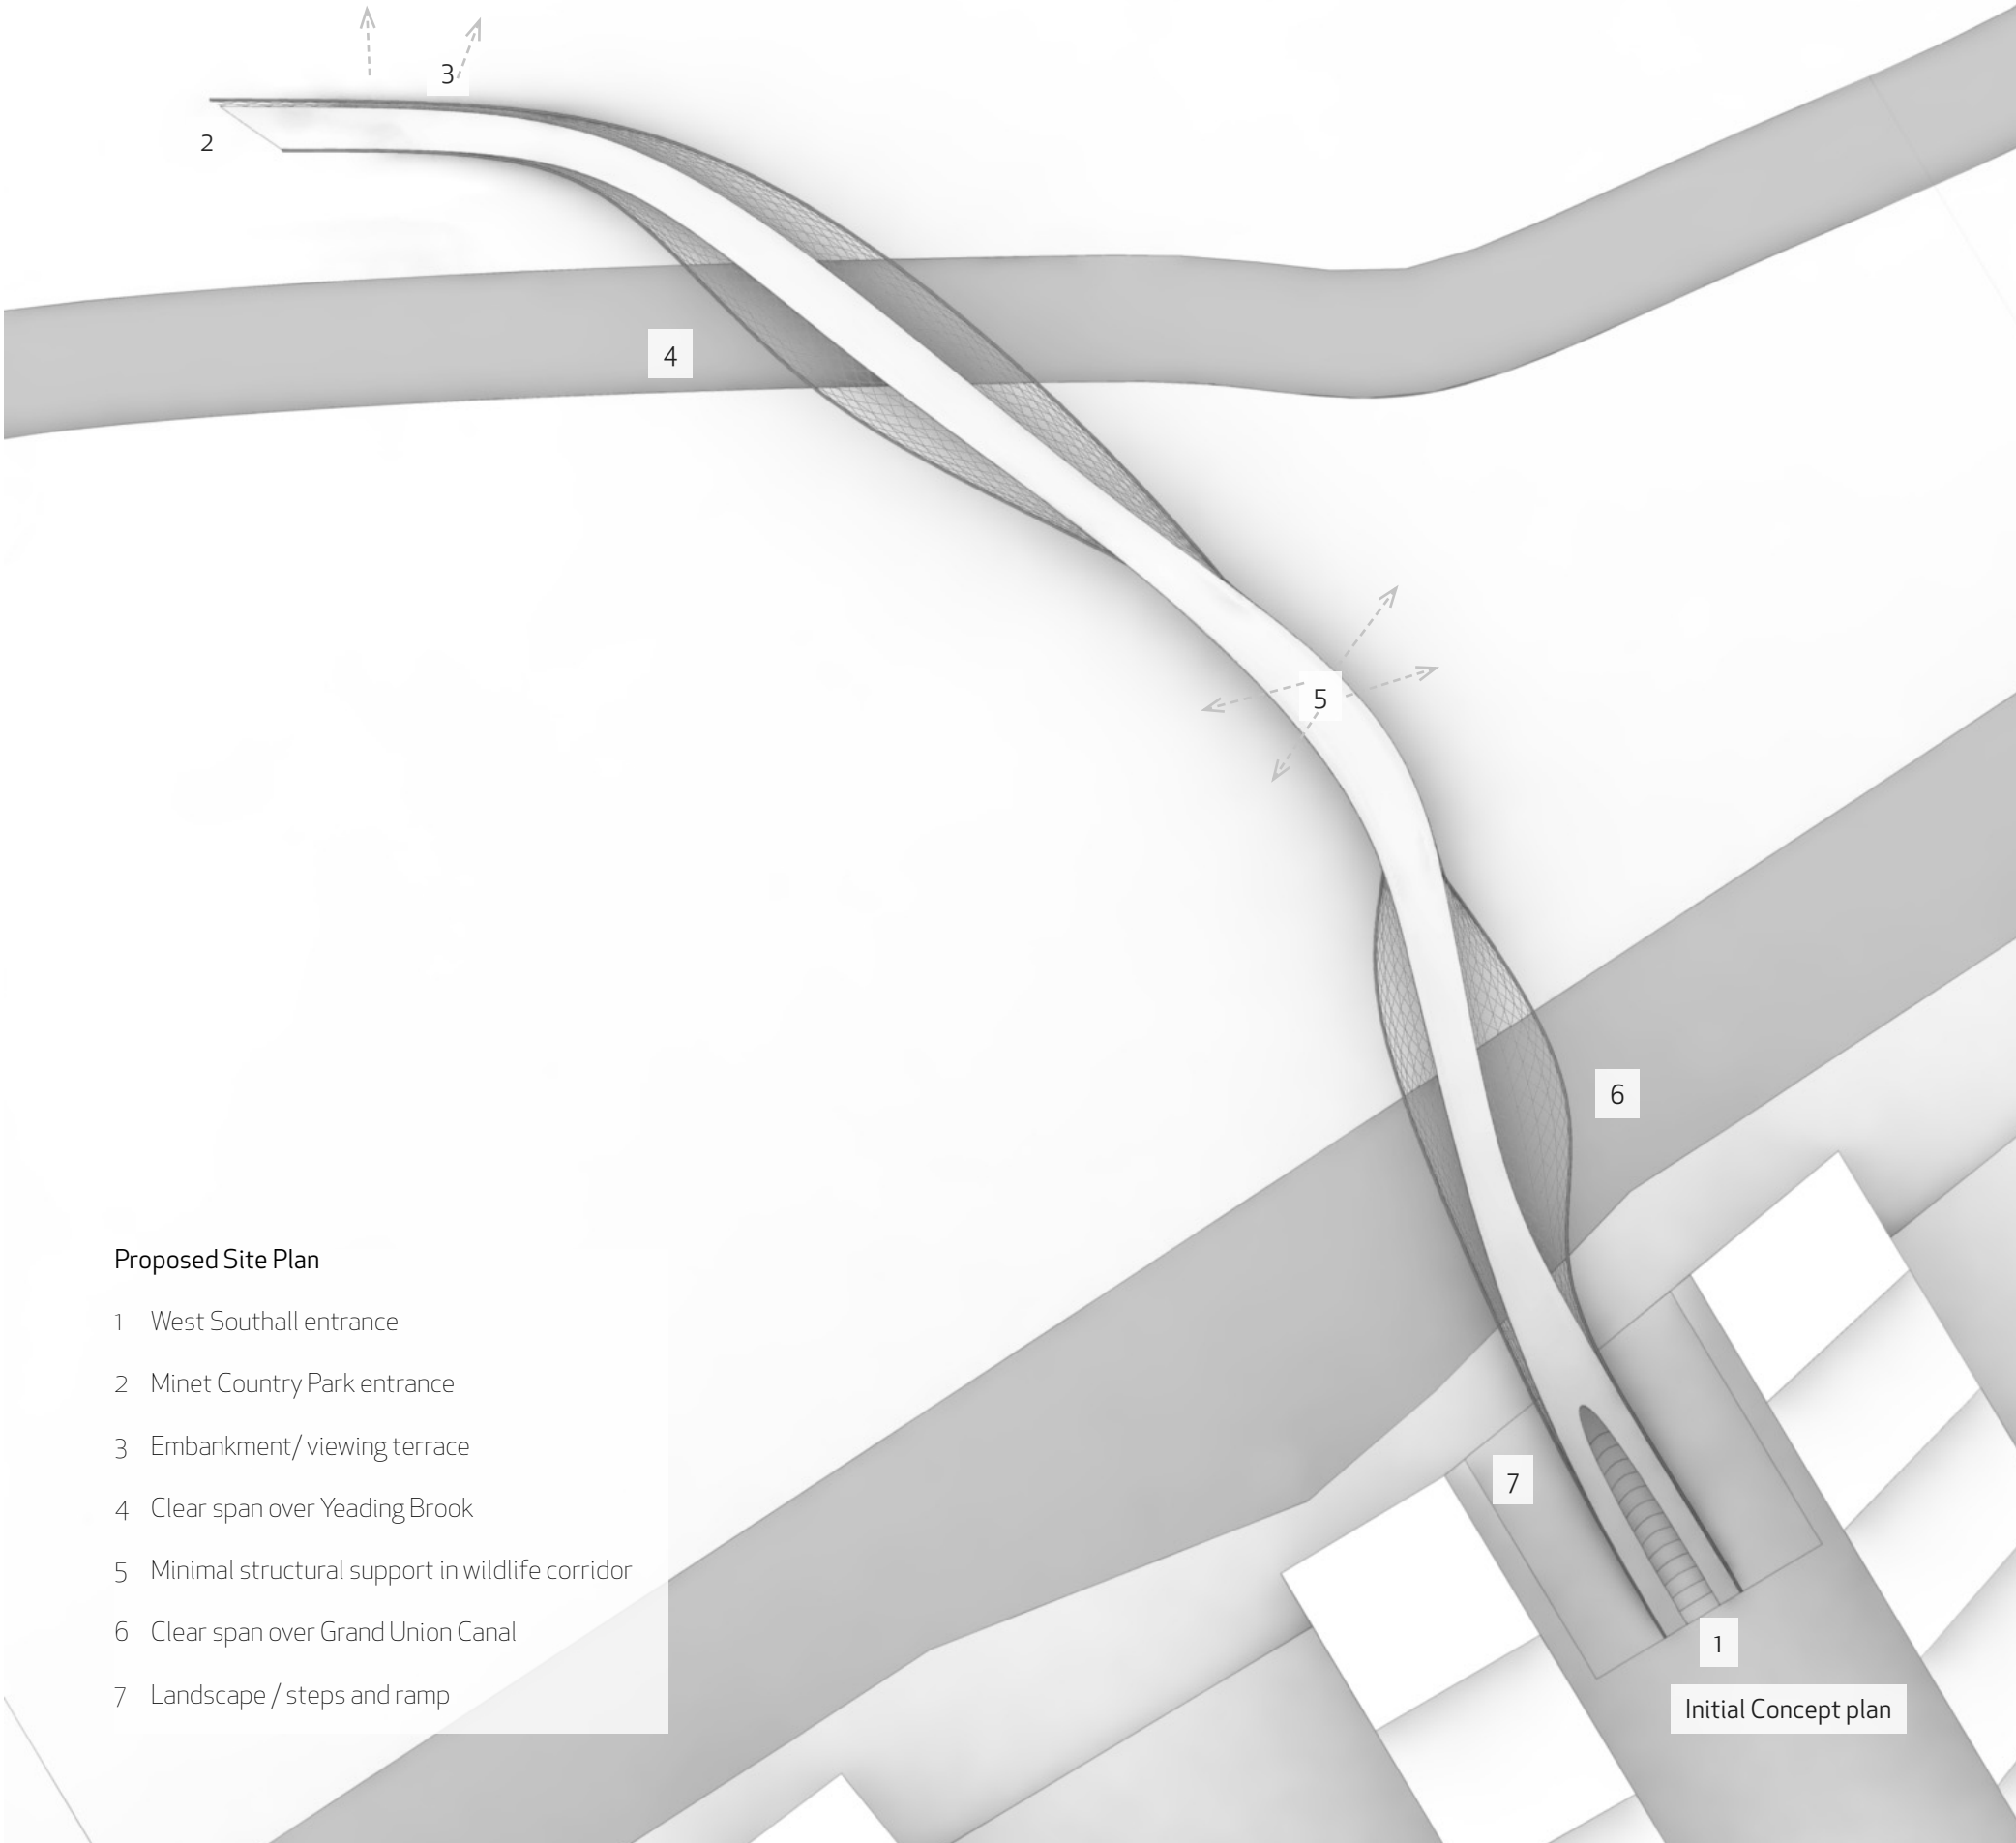 3
2
4
5
6
Proposed Site Plan
1 West Southall entrance
2 Minet Country Park entrance
3 Embankment/ viewing terrace
4 Clear span over Yeading Brook
5 Minimal structural support in wildlife corridor
6 Clear span over Grand Union Canal
7 Landscape / steps and ramp
7
1
Initial Concept plan